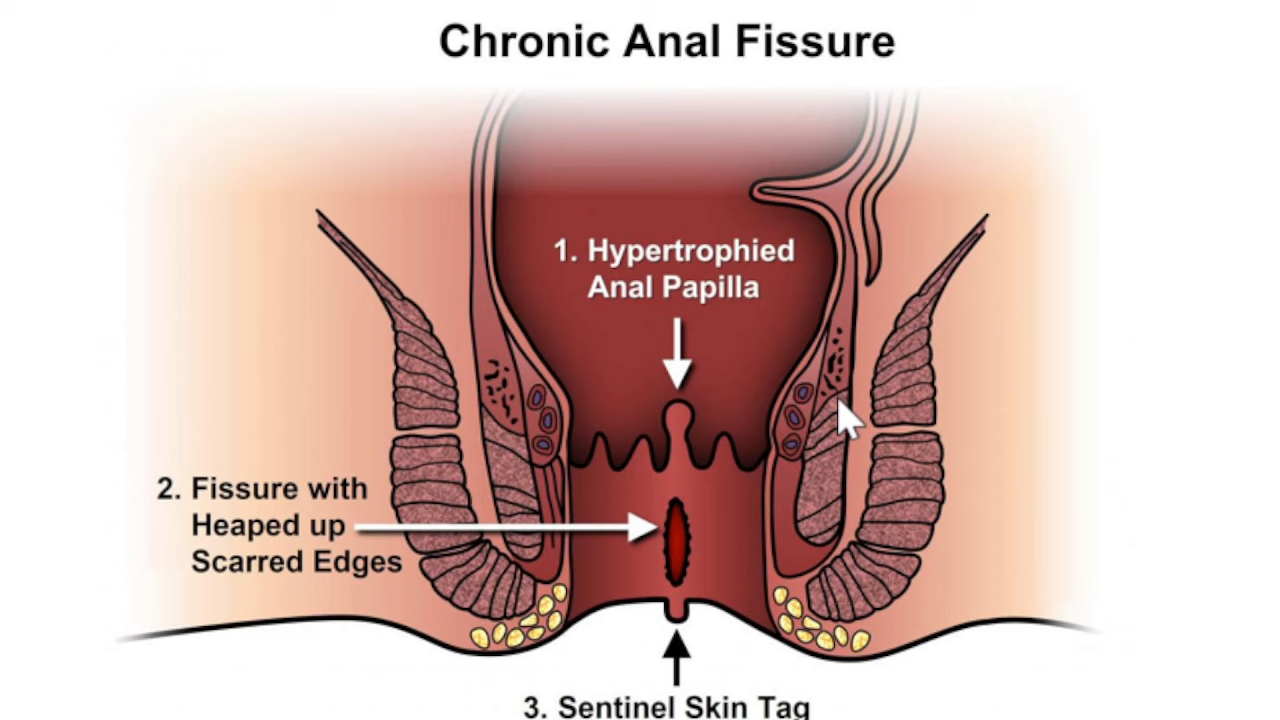 Chronic Anal Fissure
1. Hypertrophied
Anal Papilla
2. Fissure with
Heaped up
Scarred Edges
3. Sentinel Skin Tag